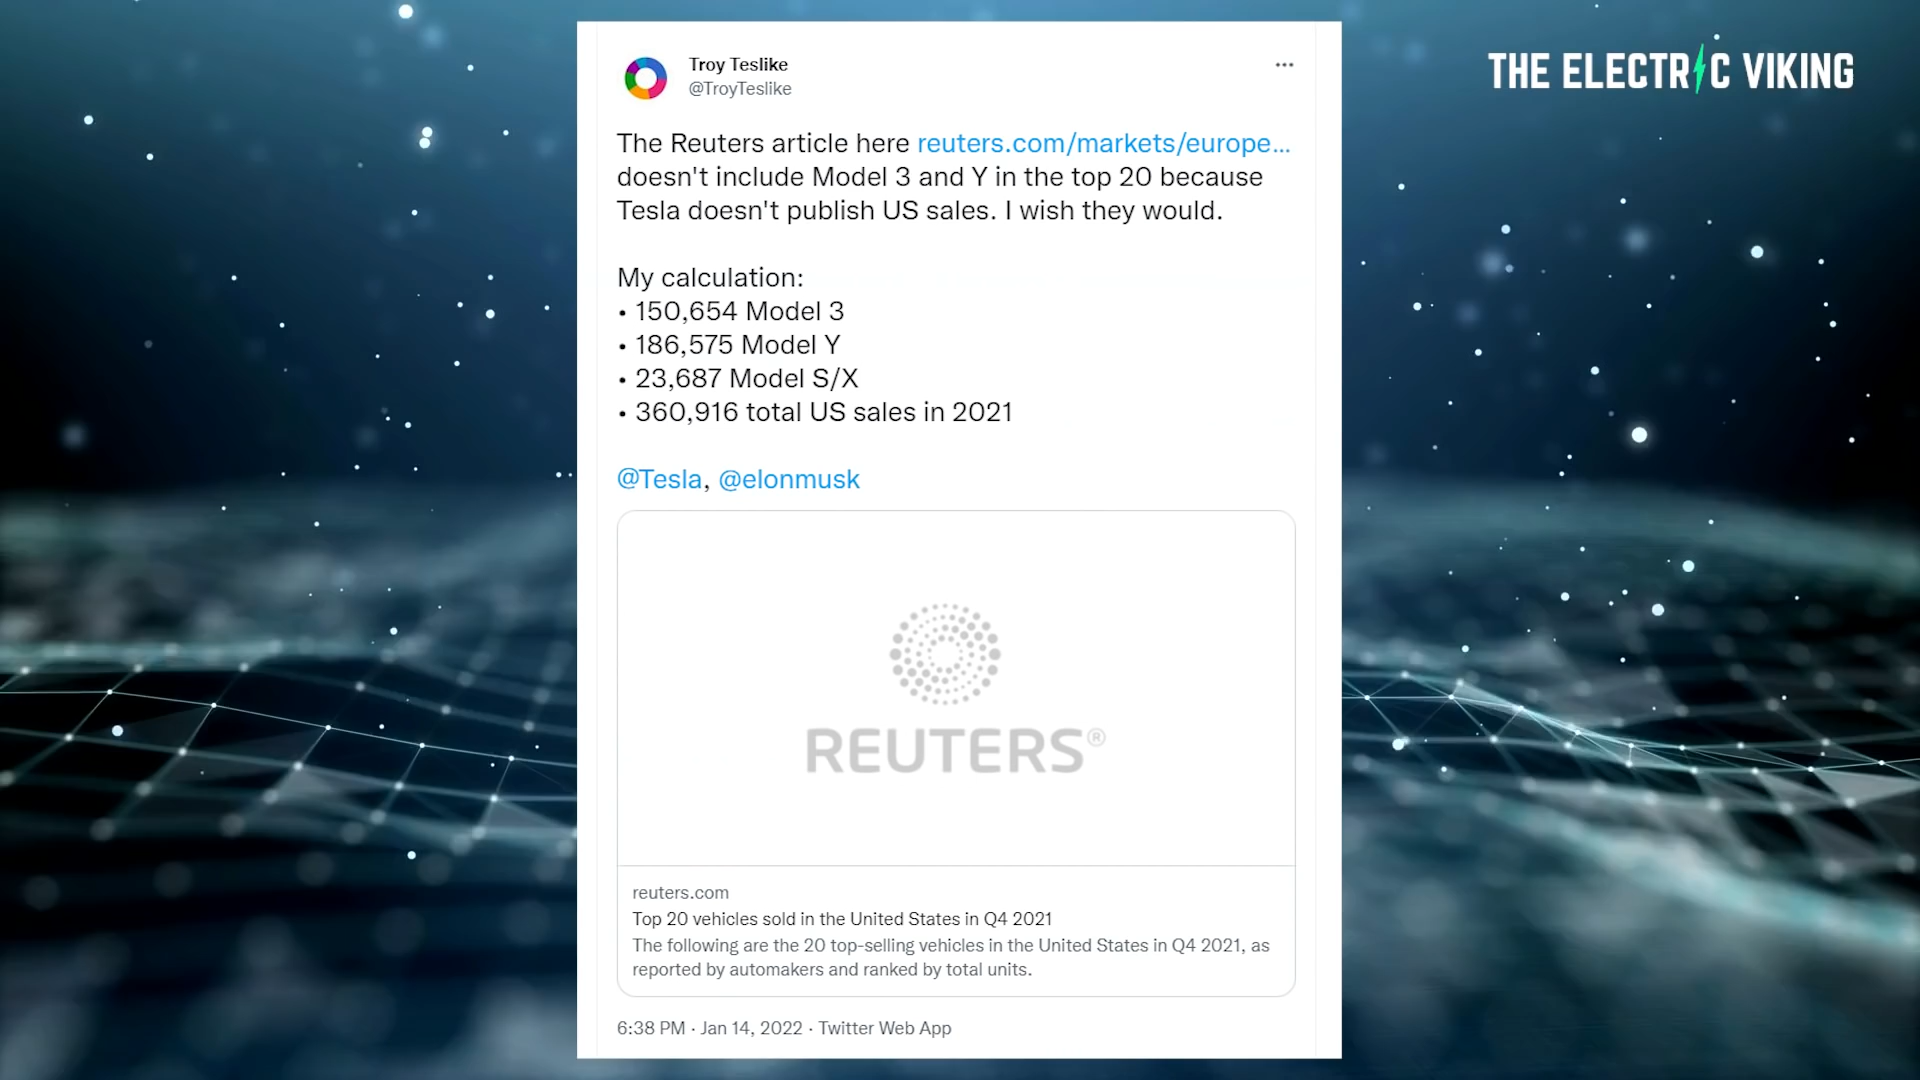 THE ELECTRIC VIKING
Troy Teslike
@TroyTeslike
The Reuters article here reuters.com/markets/europe...
doesn't include Model 3 and Y in the top 20 because
Tesla doesn't publish US sales. I wish they would.
My calculation:
• 150,654 Model 3
• 186,575 Model Y
• 23,687 Model S/X
• 360,916 total US sales in 2021
@Tesla, @elonmusk
REUTERS®
reuters.com
Top 20 vehicles sold in the United States in Q4 2021
The following are the 20 top-selling vehicles in the United States in Q4 2021, as
reported by automakers and ranked by total units.
6:38 PM · Jan 14, 2022 · Twitter Web App